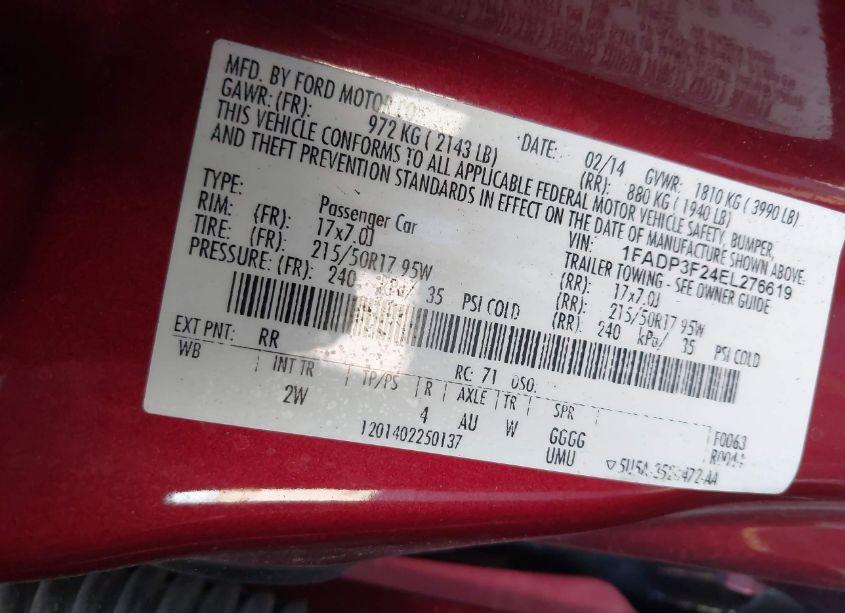 MFD. BY FORD MOTOR CO. DATE: 02/14 GVWR: 1810 KG ( 3990 LB)
GAWR: (FR): 972 KG ( 2143 LB) (RR): 880 KG ( 1940 LB)
THIS VEHICLE CONFORMS TO ALL APPLICABLE FEDERAL MOTOR VEHICLE SAFETY, BUMPER,
AND THEFT PREVENTION STANDARDS IN EFFECT ON THE DATE OF MANUFACTURE SHOWN ABOVE.
VIN: 1FADP3F24EL276619
TYPE: Passenger Car TRAILER TOWING - SEE OWNER GUIDE
RIM: (FR): 17x7.0J (RR): 17x7.0J
TIRE: (FR): 215/50R17 95W (RR): 215/50R17 95W
PRESSURE: (FR): 240 kPa/ 35 PSI COLD (RR): 240 kPa/ 35 PSI COLD
EXT PNT: RR RC: 71 DSO:
WB INT TR TP/PS R AXLE TR SPR
2W 4 AU W GGGG
UMU
F0063
1201402250137